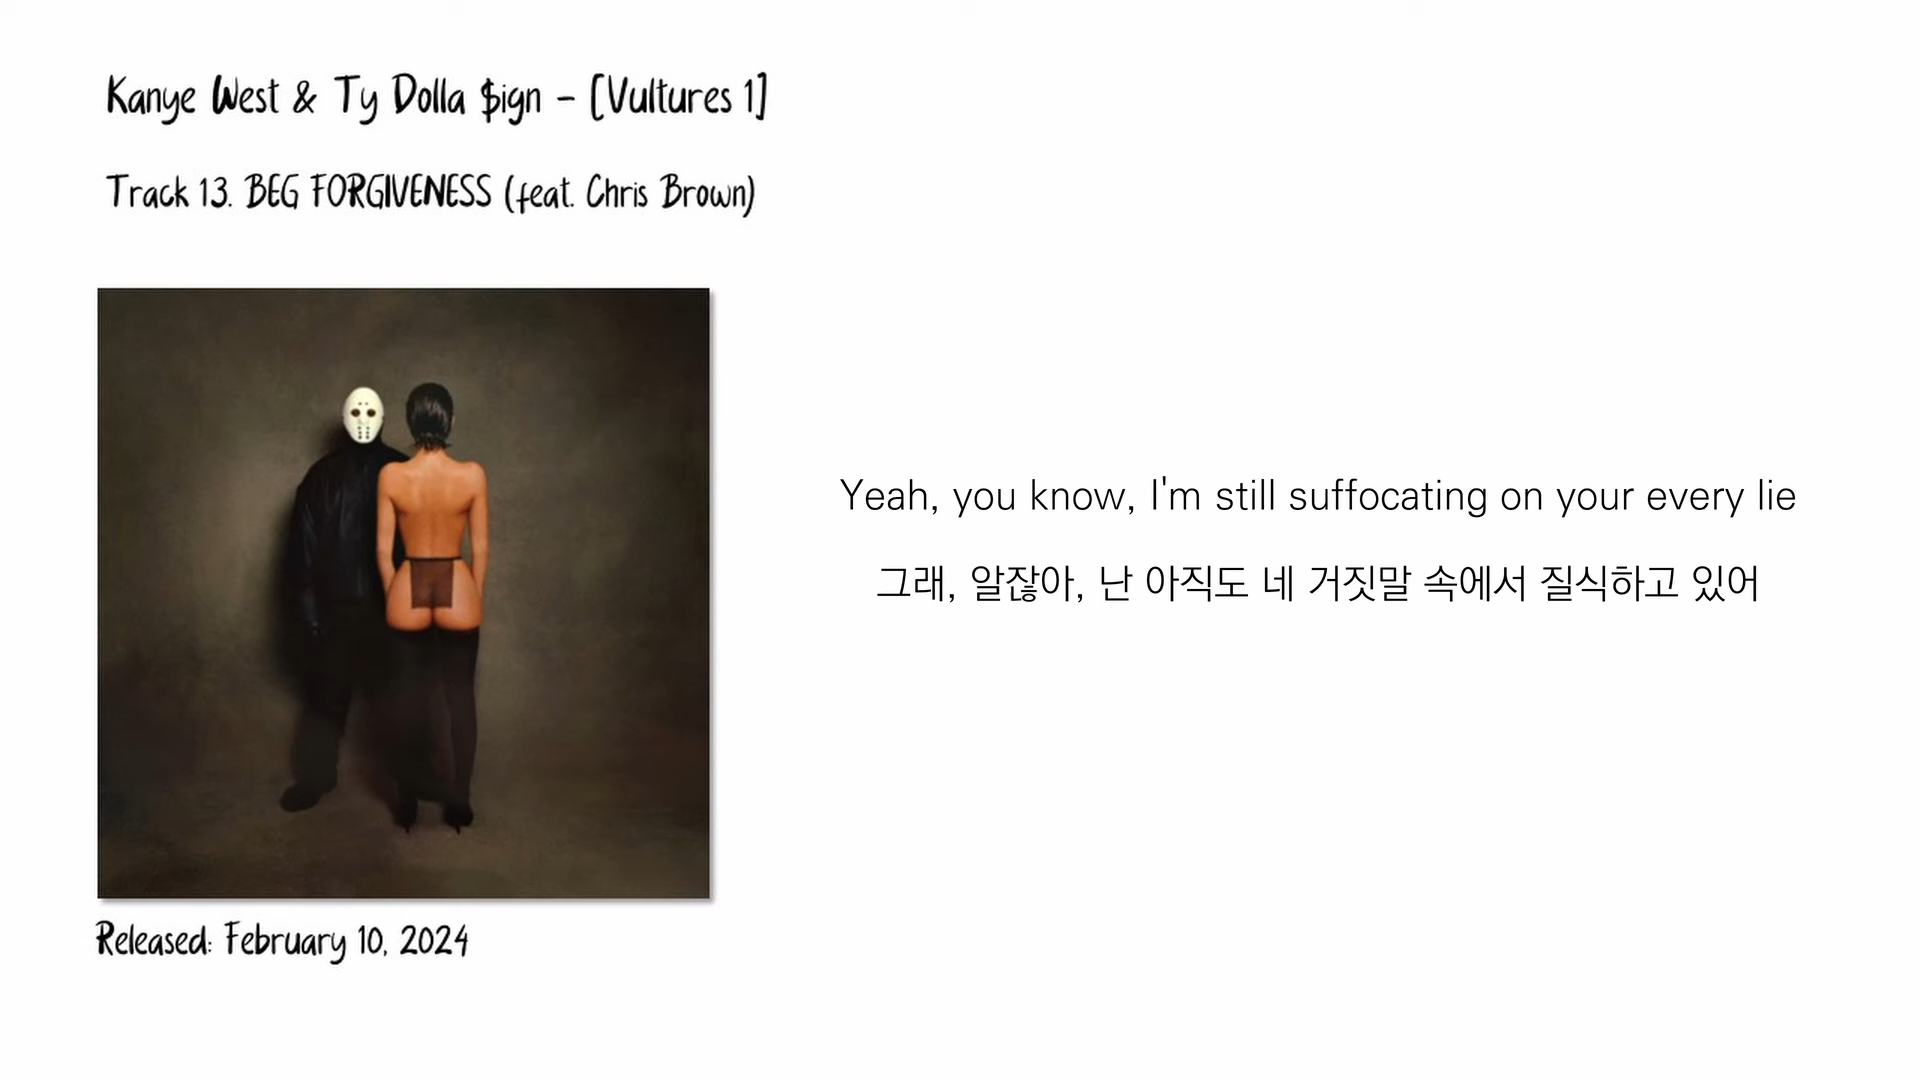 Kanye West & Ty Dolla $ign - [Vultures 1]
Track 13. BEG FORGIVENESS (feat. Chris Brown)
Yeah, you know, I'm still suffocating on your every lie
그래, 알잖아, 난 아직도 네 거짓말 속에서 질식하고 있어
Released: February 10, 2024